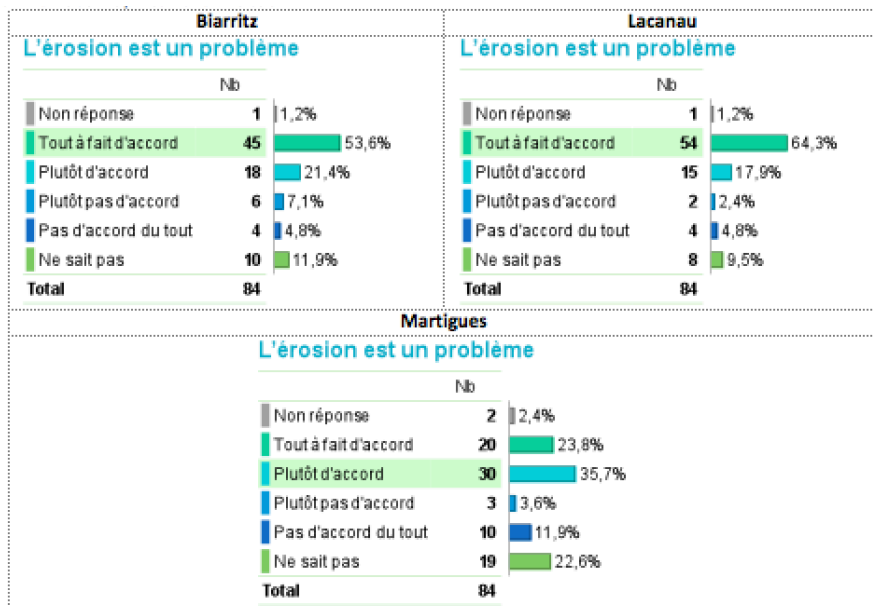 Biarritz
L'érosion est un problème
Nb
Non réponse 1 1,2%
Tout à fait d'accord 45 53,6%
Plutôt d'accord 18 21,4%
Plutôt pas d'accord 6 7,1%
Pas d'accord du tout 4 4,8%
Ne sait pas 10 11,9%
Total 84
Lacanau
L'érosion est un problème
Nb
Non réponse 1 1,2%
Tout à fait d'accord 54 64,3%
Plutôt d'accord 15 17,9%
Plutôt pas d'accord 2 2,4%
Pas d'accord du tout 4 4,8%
Ne sait pas 8 9,5%
Total 84
Martigues
L'érosion est un problème
Nb
Non réponse 2 2,4%
Tout à fait d'accord 20 23,8%
Plutôt d'accord 30 35,7%
Plutôt pas d'accord 3 3,6%
Pas d'accord du tout 10 11,9%
Ne sait pas 19 22,6%
Total 84